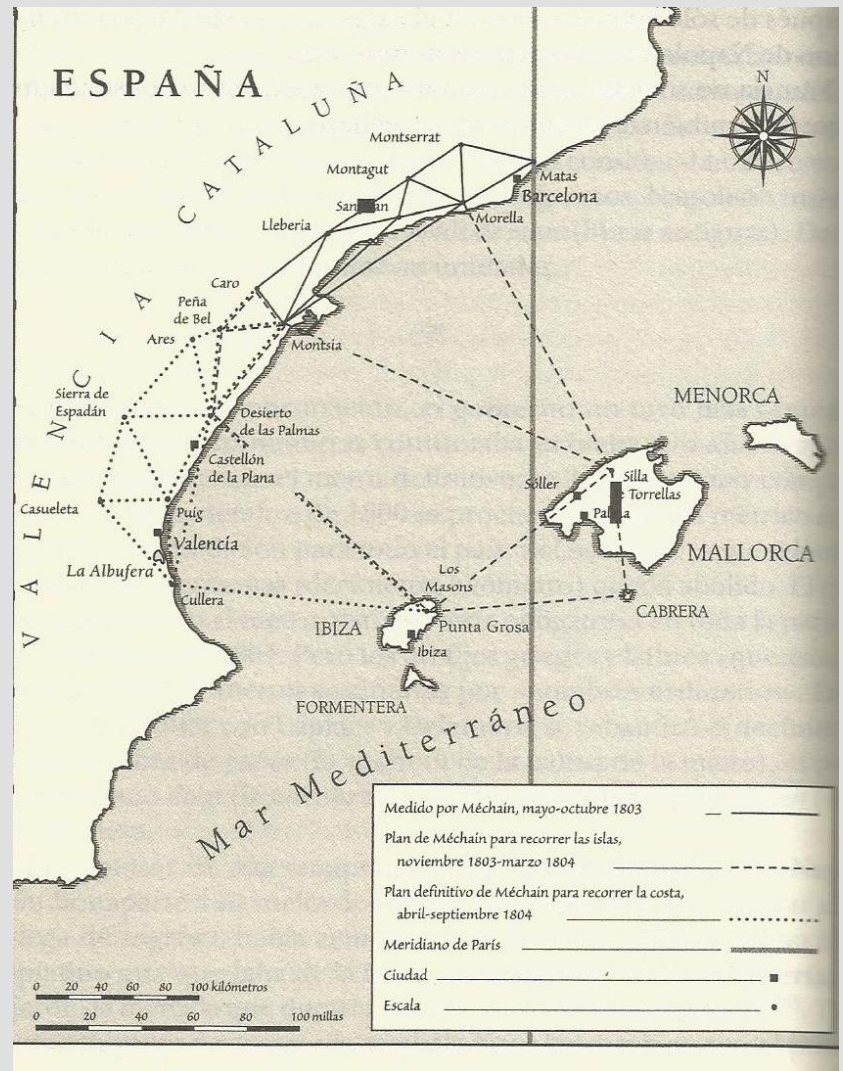 ESPAÑA
CATALUÑA
N
Montserrat
Montagut
Matas
Barcelona
San
Morella
Llebería
Caro
Peña
de Bel
Ares
Montsia
VALENCIA
Sierra de
Espadán
Desierto
de las Palmas
Castellón
de la Plana
MENORCA
Sóller
Silla
Torrellas
Casueleta
Puig
Valencia
MALLORCA
La Albufera
Los
Masons
Cullera
CABRERA
IBIZA
Punta Grosa
Ibiza
FORMENTERA
Mar Mediterráneo
Medido por Méchain, mayo-octubre 1803
Plan de Méchain para recorrer las islas,
noviembre 1803-marzo 1804
Plan definitivo de Méchain para recorrer la costa,
abril-septiembre 1804
Meridiano de París
Ciudad
Escala
0 20 40 60 80 100 kilómetros
0 20 40 60 80 100 millas